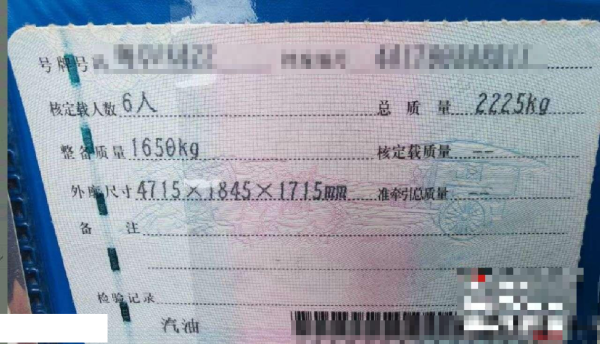 号牌号
核定载人数 6人 总质量 2225kg
整备质量 1650kg 核定载质量 --
外廓尺寸 4715×1845×1715mm 准牵引总质量 --
备注
检验记录
汽油